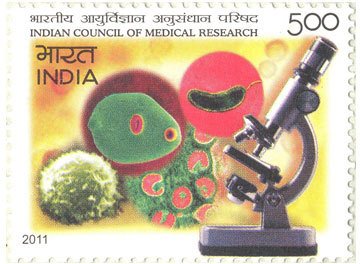 भारतीय आयुर्विज्ञान अनुसंधान परिषद
INDIAN COUNCIL OF MEDICAL RESEARCH
500
भारत
INDIA
2011